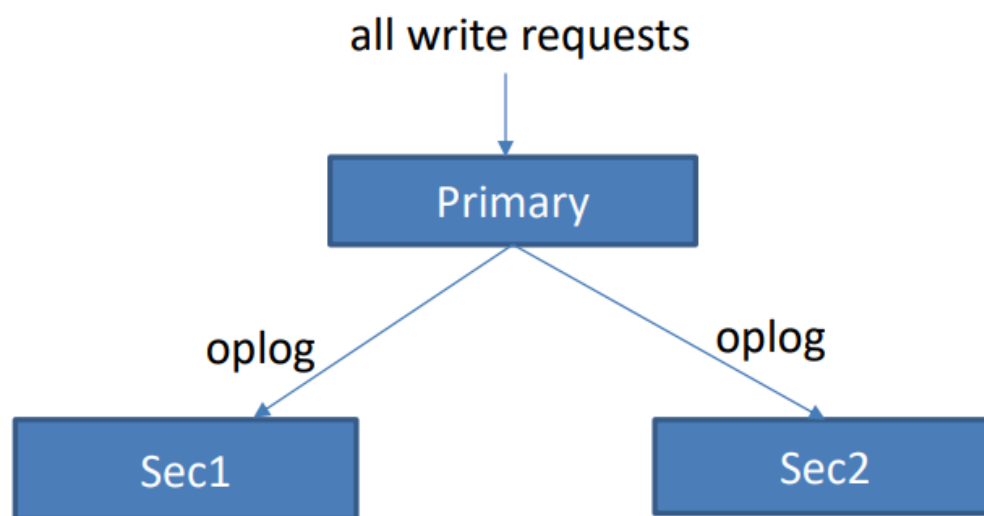 all write requests
Primary
oplog
oplog
Sec1
Sec2